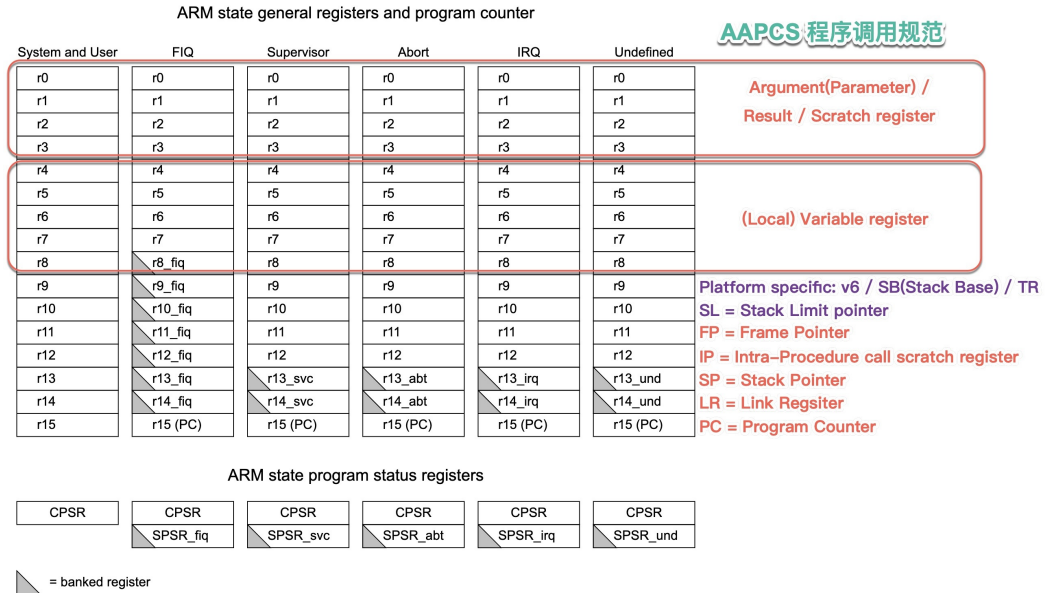 ARM state general registers and program counter
AAPCS 程序调用规范
System and User FIQ Supervisor Abort IRQ Undefined
r0 r0 r0 r0 r0 r0
Argument(Parameter) /
r1 r1 r1 r1 r1 r1
r2 r2 r2 r2 r2 r2
Result / Scratch register
r3 r3 r3 r3 r3 r3
r4 r4 r4 r4 r4 r4
r5 r5 r5 r5 r5 r5
r6 r6 r6 r6 r6 r6
(Local) Variable register
r7 r7 r7 r7 r7 r7
r8 r8_fiq r8 r8 r8 r8
r9 r9_fiq r9 r9 r9 r9 Platform specific: v6 / SB(Stack Base) / TR
r10 r10_fiq r10 r10 r10 r10 SL = Stack Limit pointer
r11 r11_fiq r11 r11 r11 r11 FP = Frame Pointer
r12 r12_fiq r12 r12 r12 r12 IP = Intra-Procedure call scratch register
r13 r13_fiq r13_svc r13_abt r13_irq r13_und SP = Stack Pointer
r14 r14_fiq r14_svc r14_abt r14_irq r14_und LR = Link Regsiter
r15 r15 (PC) r15 (PC) r15 (PC) r15 (PC) r15 (PC) PC = Program Counter
ARM state program status registers
CPSR CPSR CPSR CPSR CPSR CPSR
SPSR_fiq SPSR_svc SPSR_abt SPSR_irq SPSR_und
= banked register